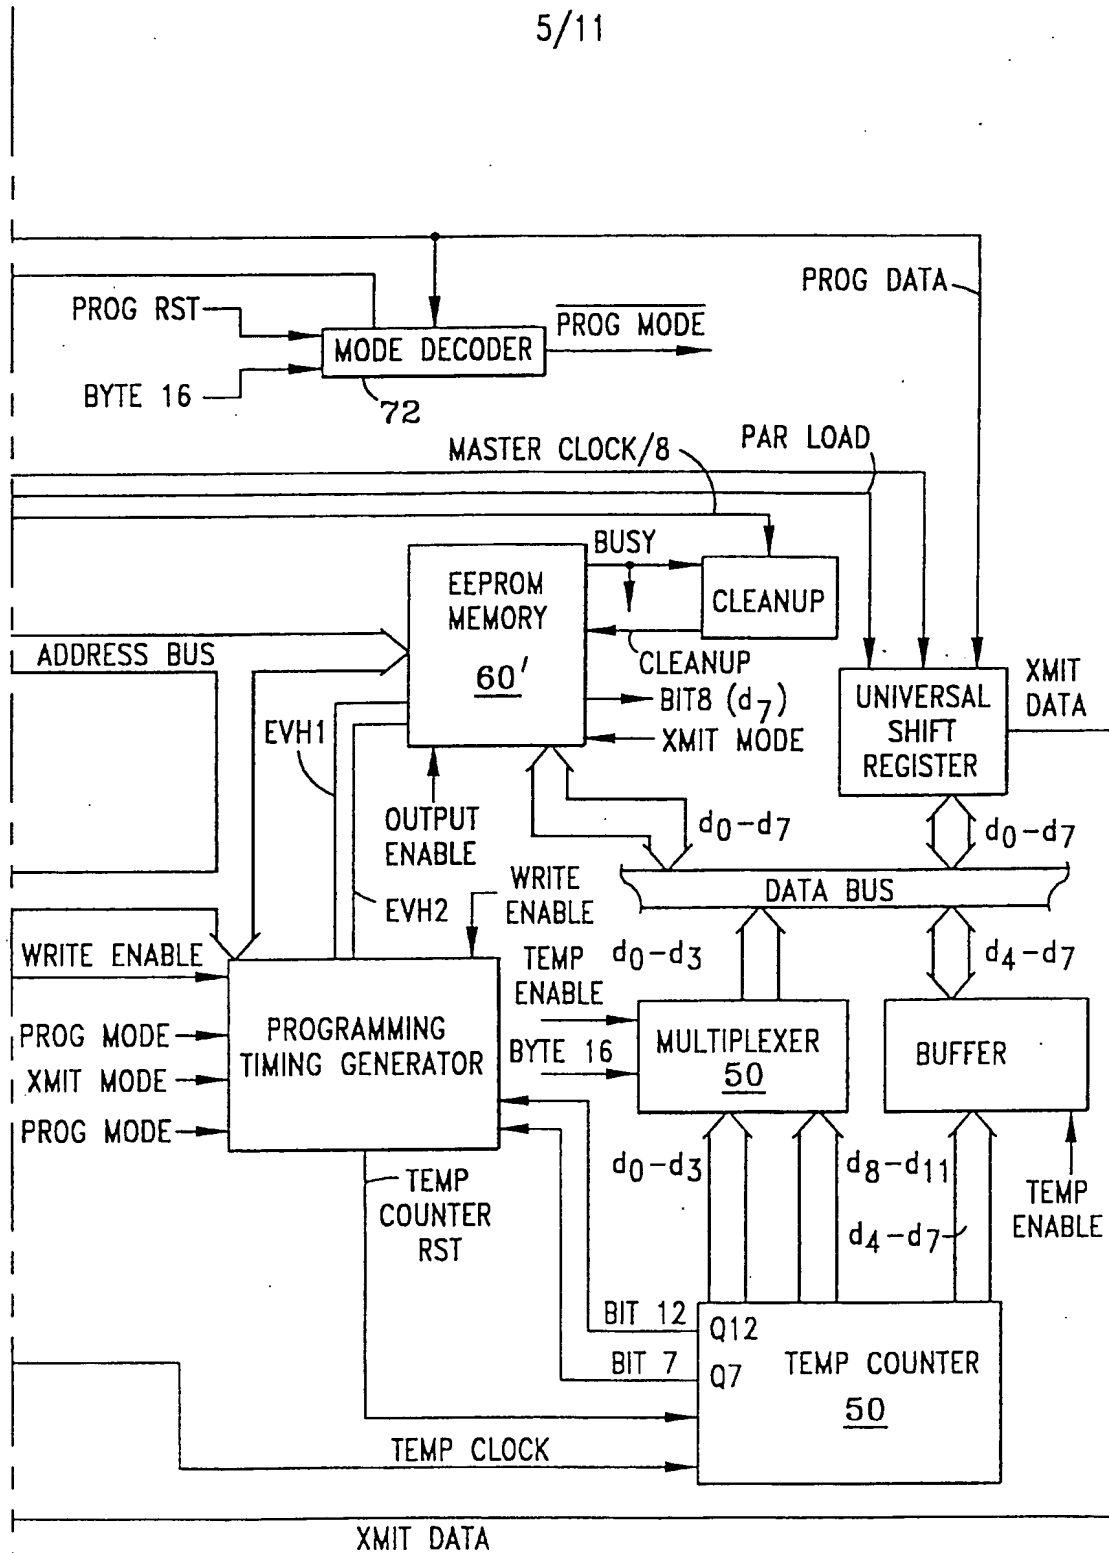 5/11
PROG DATA
PROG RST
PROG MODE
MODE DECODER
BYTE 16
72
PAR LOAD
MASTER CLOCK/8
BUSY
EEPROM
MEMORY
60'
CLEANUP
CLEANUP
ADDRESS BUS
BIT8 (d7)
XMIT MODE
UNIVERSAL
SHIFT
REGISTER
XMIT
DATA
EVH1
OUTPUT
ENABLE
d0-d7
d0-d7
DATA BUS
EVH2
WRITE
ENABLE
WRITE ENABLE
TEMP
ENABLE
d0-d3
d4-d7
PROG MODE
XMIT MODE
PROG MODE
PROGRAMMING
TIMING GENERATOR
BYTE 16
MULTIPLEXER
50
BUFFER
TEMP
COUNTER
RST
d0-d3
d8-d11
d4-d7
TEMP
ENABLE
BIT 12
Q12
BIT 7
Q7
TEMP COUNTER
50
TEMP CLOCK
XMIT DATA